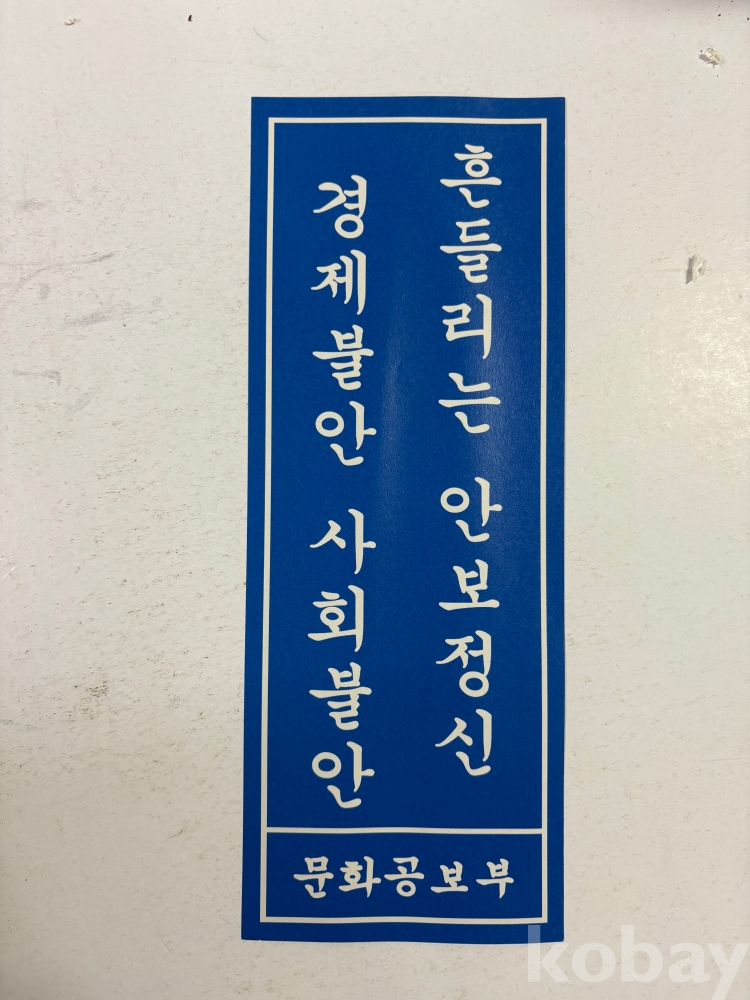 흔들리는 안보정신
경제불안 사회불안
문화공보부
kobay